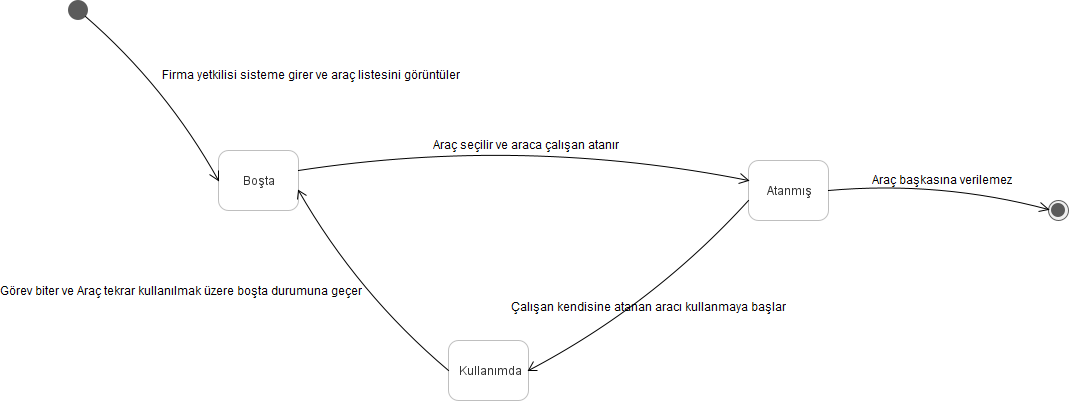 Firma yetkilisi sisteme girer ve araç listesini görüntüler
Araç seçilir ve araca çalışan atanır
Boşta
Atanmış
Araç başkasına verilemez
Görev biter ve Araç tekrar kullanılmak üzere boşta durumuna geçer
Çalışan kendisine atanan aracı kullanmaya başlar
Kullanımda